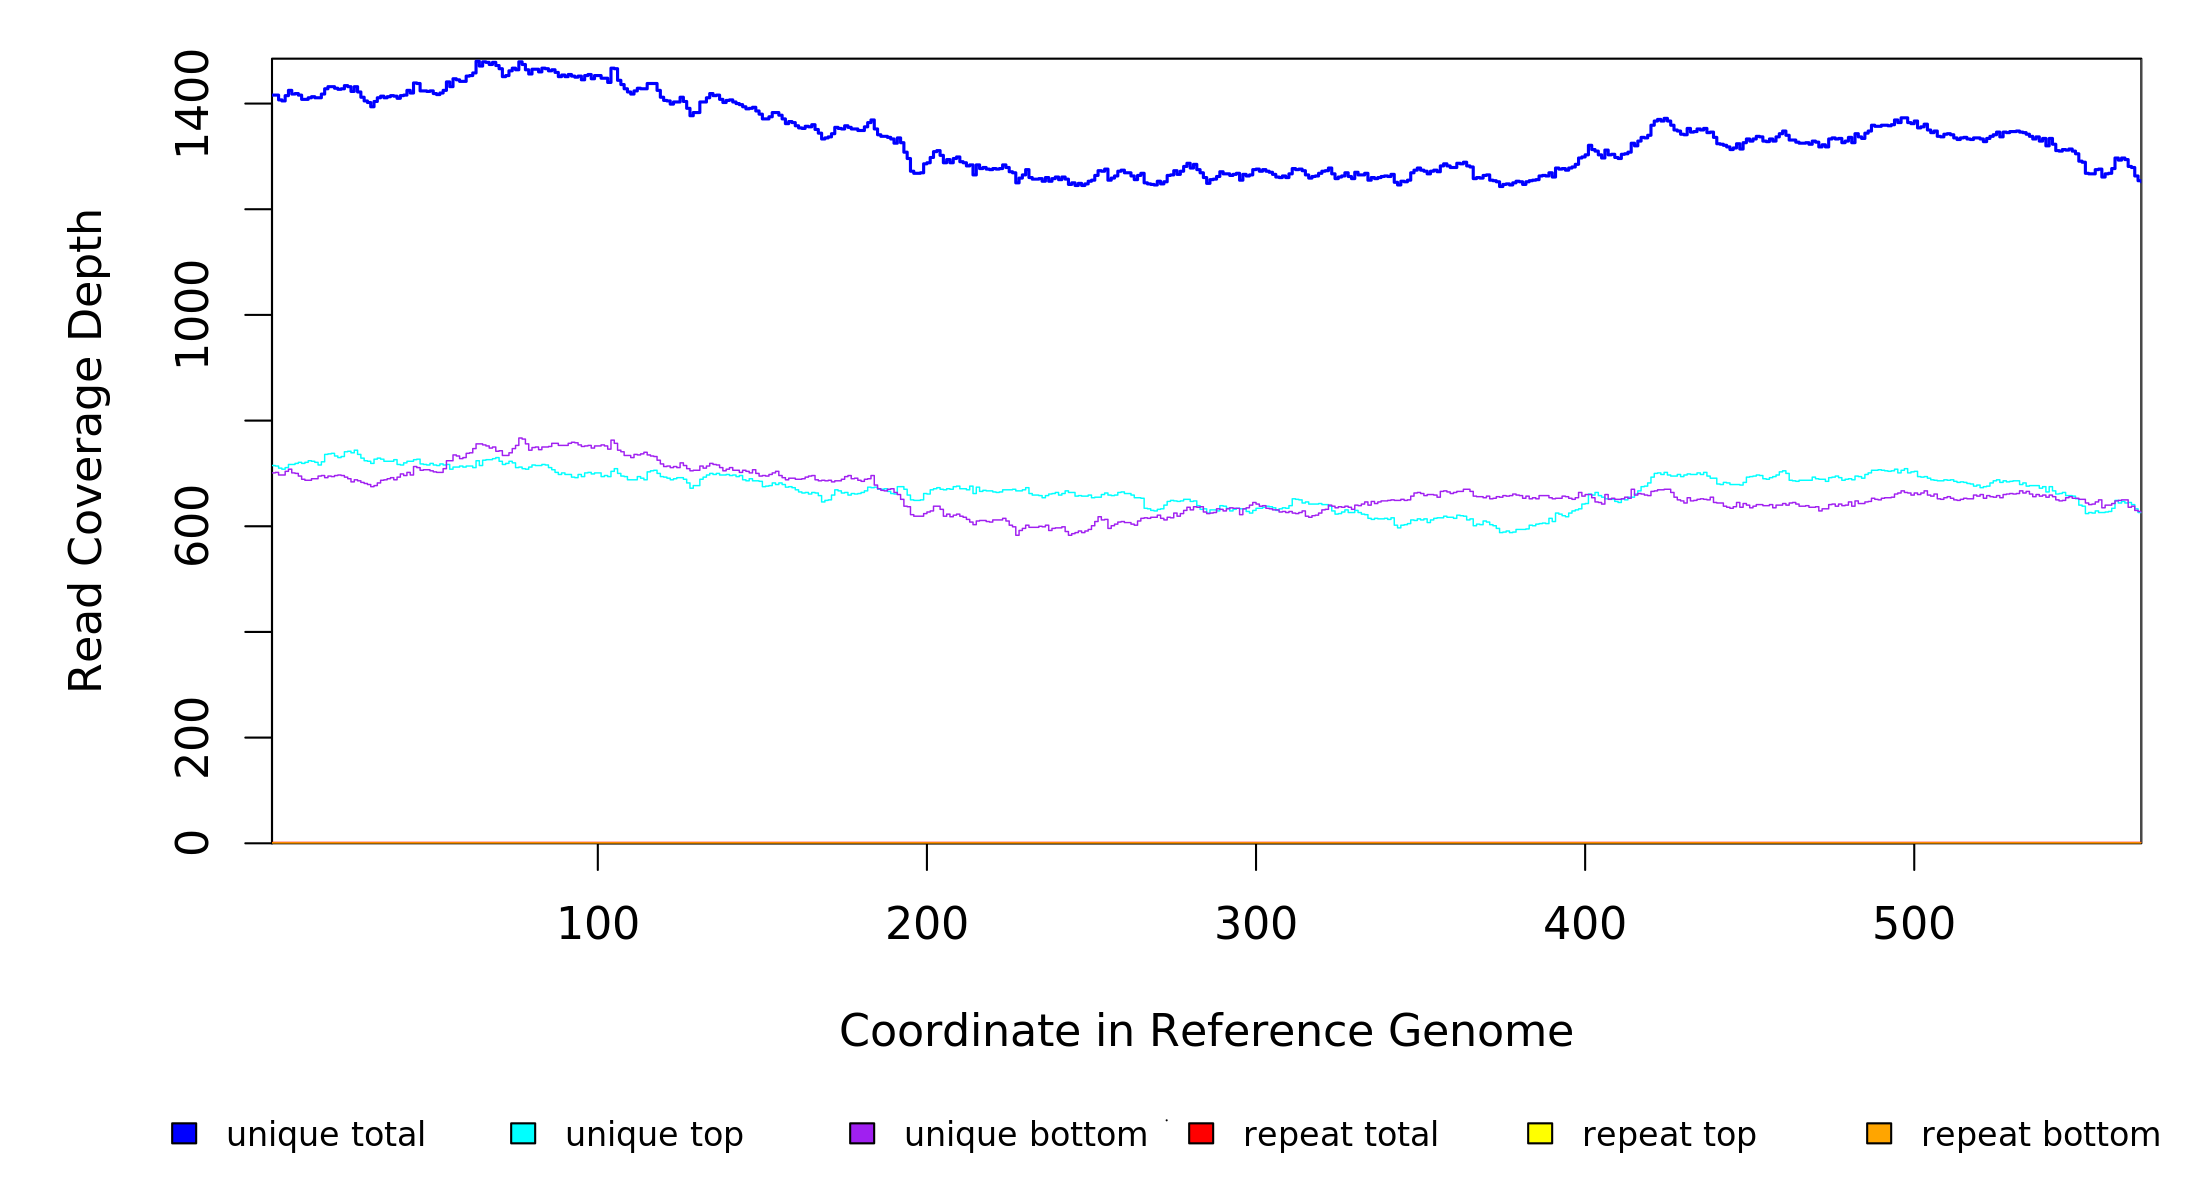 Read Coverage Depth
1400
1000
600
200
0
100 200 300 400 500
Coordinate in Reference Genome
unique total unique top unique bottom repeat total repeat top repeat bottom